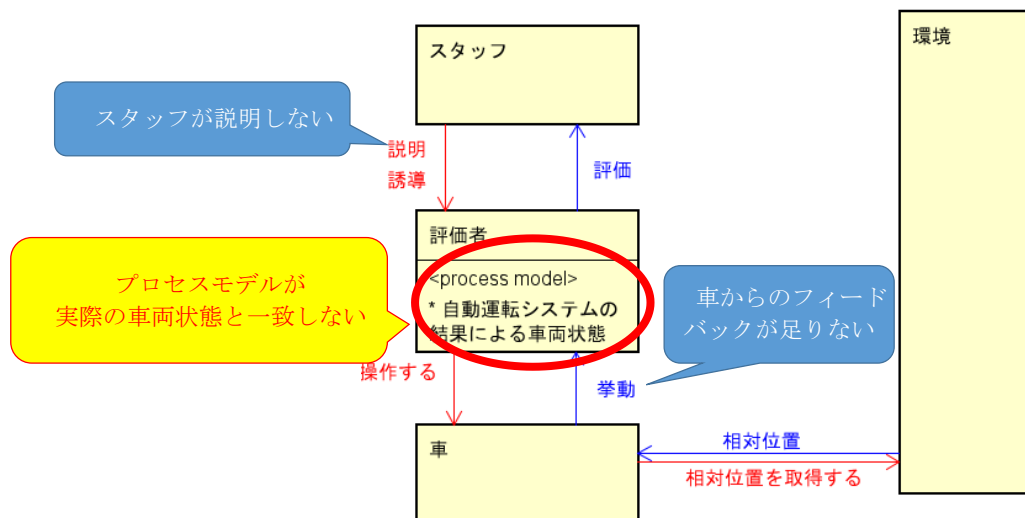 スタッフ
環境
スタッフが説明しない
説明
誘導
評価
評価者
<process model>
* 自動運転システムの
結果による車両状態
プロセスモデルが
実際の車両状態と一致しない
車からのフィード
バックが足りない
操作する
挙動
車
相対位置
相対位置を取得する